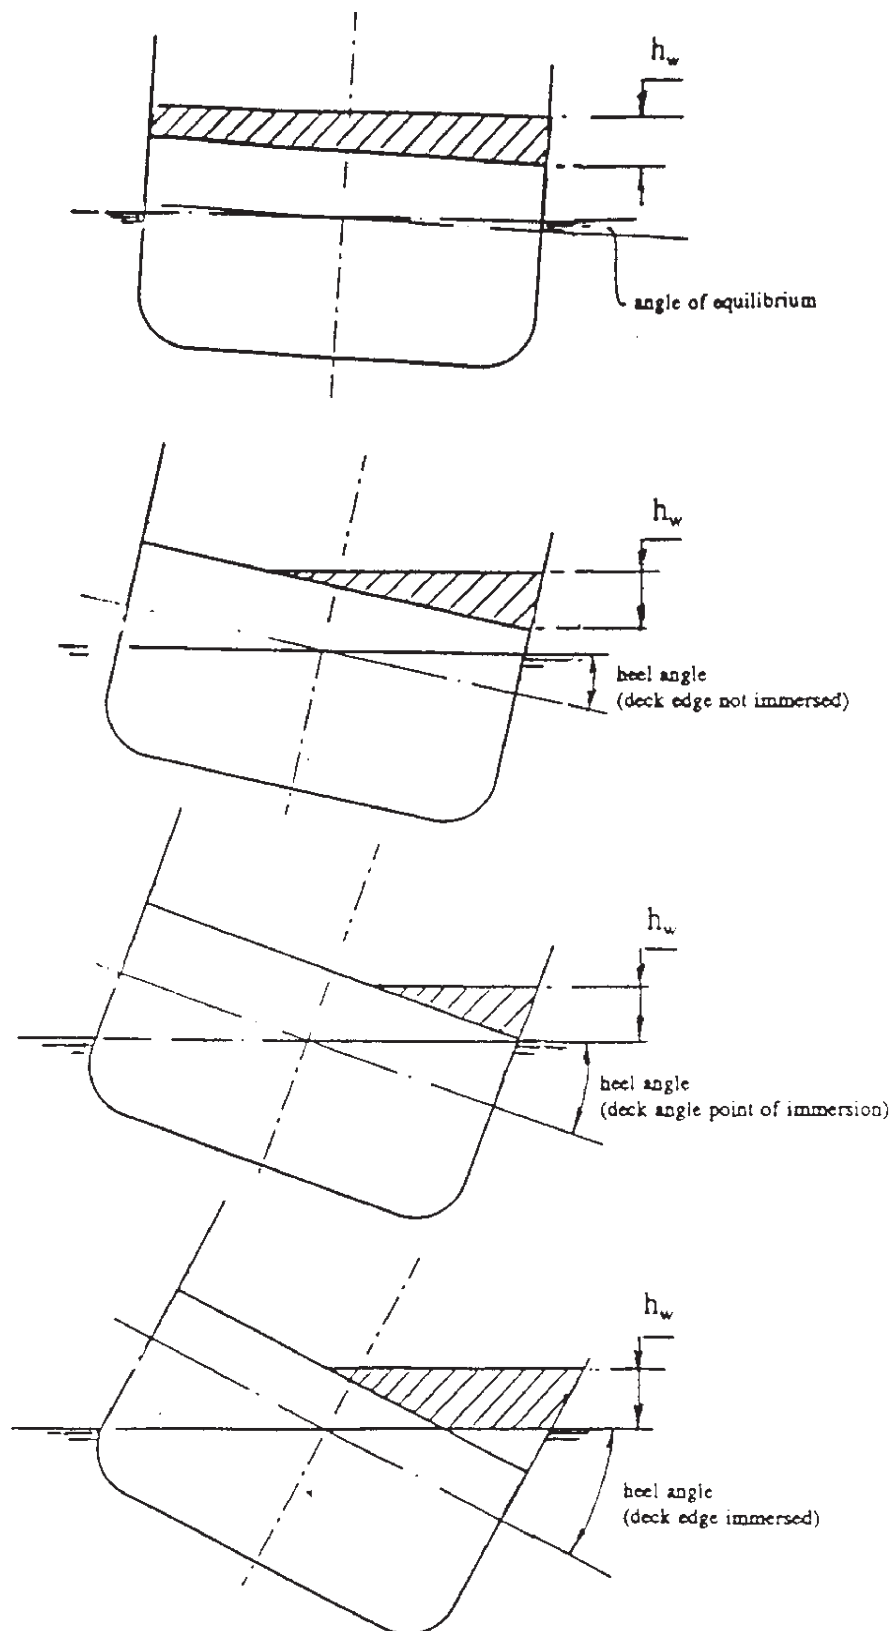 h_w
angle of equilibrium
h_w
heel angle
(deck edge not immersed)
h_w
heel angle
(deck angle point of immersion)
h_w
heel angle
(deck edge immersed)